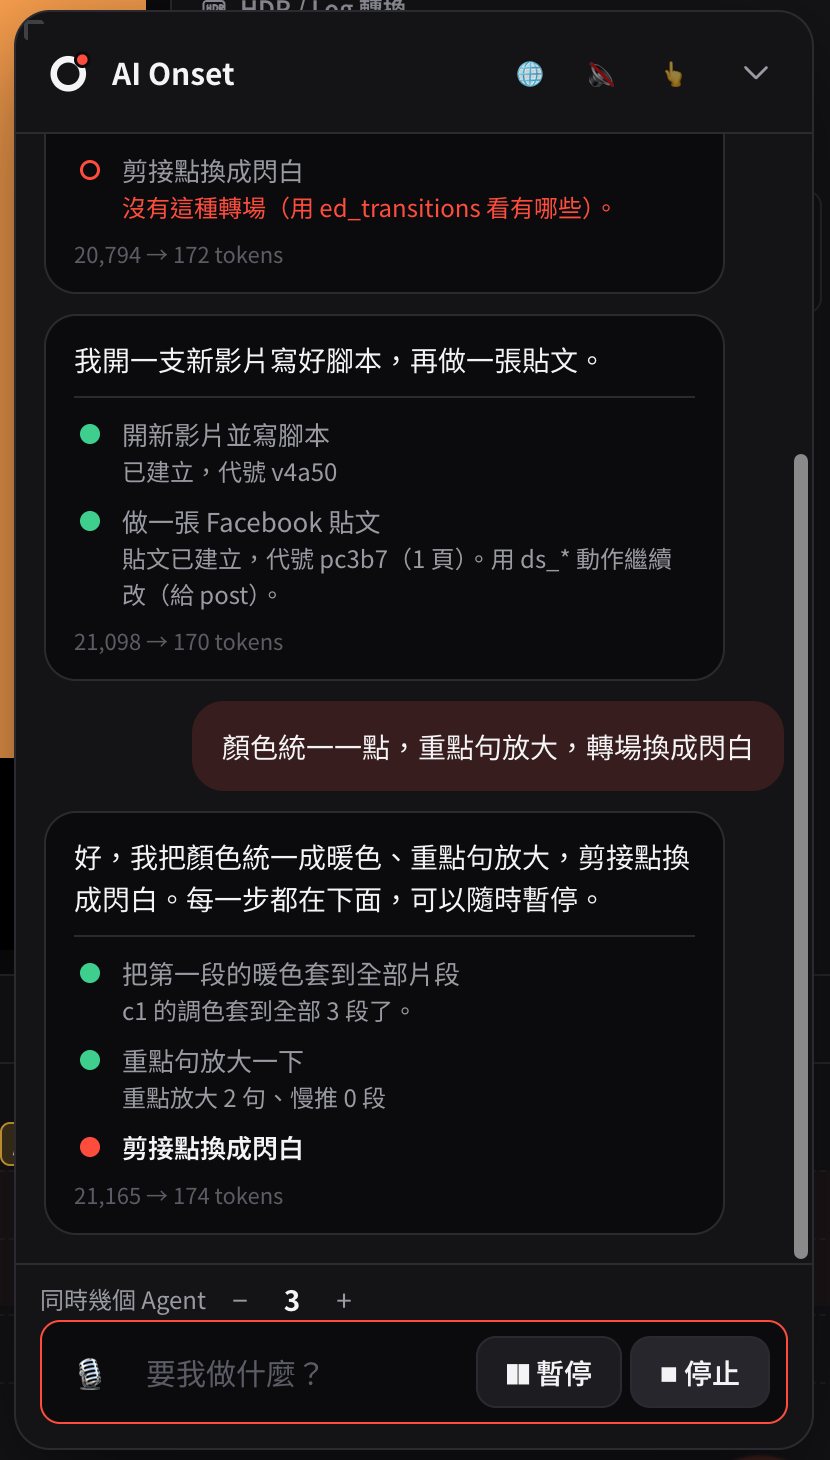 HDR / Log 轉換
AI Onset
剪接點換成閃白
沒有這種轉場（用 ed_transitions 看有哪些）。
20,794 → 172 tokens
我開一支新影片寫好腳本，再做一張貼文。
開新影片並寫腳本
已建立，代號 v4a50
做一張 Facebook 貼文
貼文已建立，代號 pc3b7（1 頁）。用 ds_* 動作繼續
改（給 post）。
21,098 → 170 tokens
顏色統一一點，重點句放大，轉場換成閃白
好，我把顏色統一成暖色、重點句放大，剪接點換
成閃白。每一步都在下面，可以隨時暫停。
把第一段的暖色套到全部片段
c1 的調色套到全部 3 段了。
重點句放大一下
重點放大 2 句、慢推 0 段
剪接點換成閃白
21,165 → 174 tokens
同時幾個 Agent − 3 +
要我做什麼？ 暫停 停止